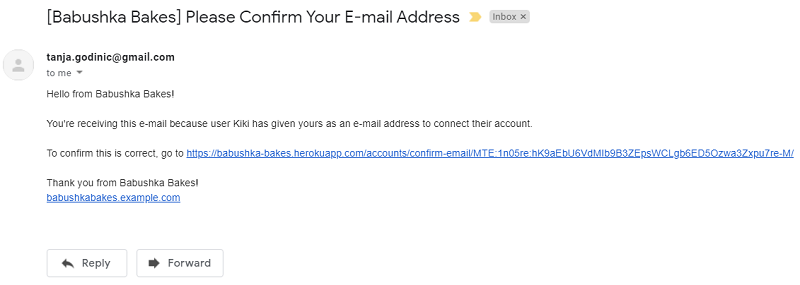 [Babushka Bakes] Please Confirm Your E-mail Address
Inbox ×
tanja.godinic@gmail.com
to me
Hello from Babushka Bakes!
You're receiving this e-mail because user Kiki has given yours as an e-mail address to connect their account.
To confirm this is correct, go to https://babushka-bakes.herokuapp.com/accounts/confirm-email/MTE:1n05re:hK9aEbU6VdMIb9B3ZEpsWCLgb6ED5Ozwa3Zxpu7re-M/
Thank you from Babushka Bakes!
babushkabakes.example.com
Reply
Forward